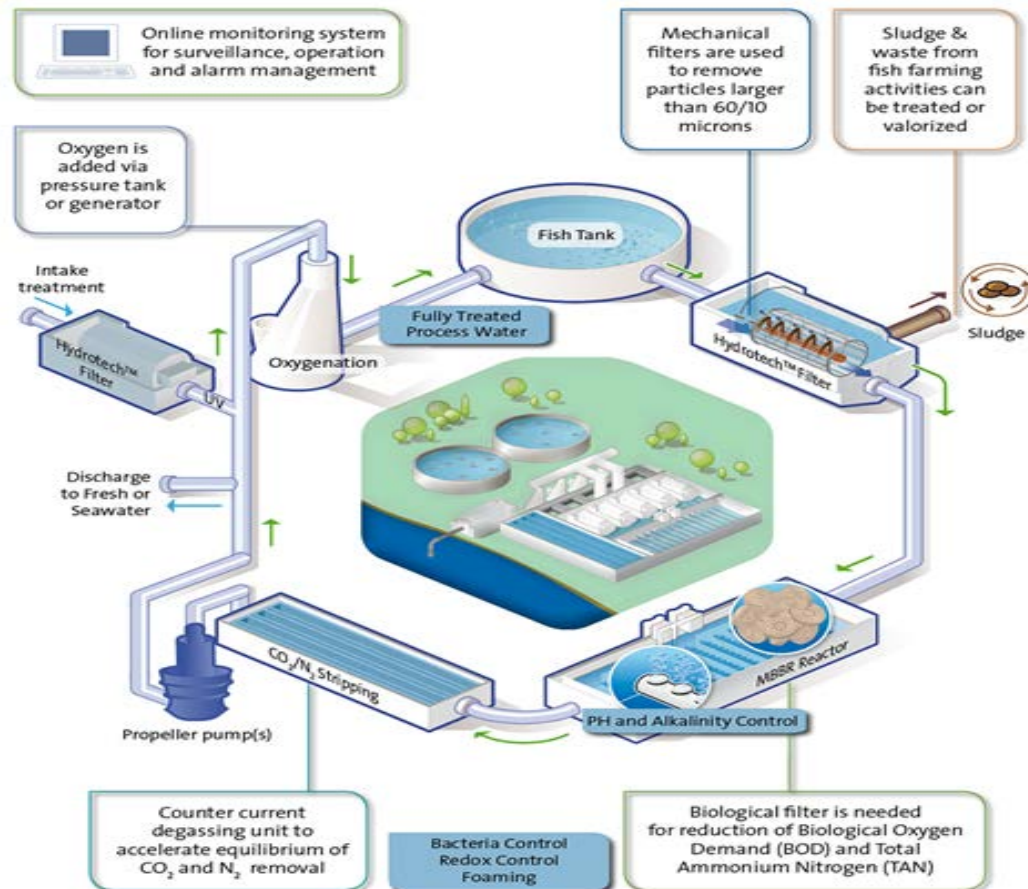 Online monitoring system
for surveillance, operation
and alarm management
Mechanical
filters are used
to remove
particles larger
than 60/10
microns
Sludge &
waste from
fish farming
activities can
be treated or
valorized
Oxygen is
added via
pressure tank
or generator
Fish Tank
Intake
treatment
Fully Treated
Process Water
Sludge
Hydrotech™
Filter
Oxygenation
Hydrotech™ Filter
UV
Discharge
to Fresh or
Seawater
CO₂/N₂ Stripping
MBBR Reactor
PH and Alkalinity Control
Propeller pump(s)
Counter current
degassing unit to
accelerate equilibrium of
CO₂ and N₂ removal
Bacteria Control
Redox Control
Foaming
Biological filter is needed
for reduction of Biological Oxygen
Demand (BOD) and Total
Ammonium Nitrogen (TAN)